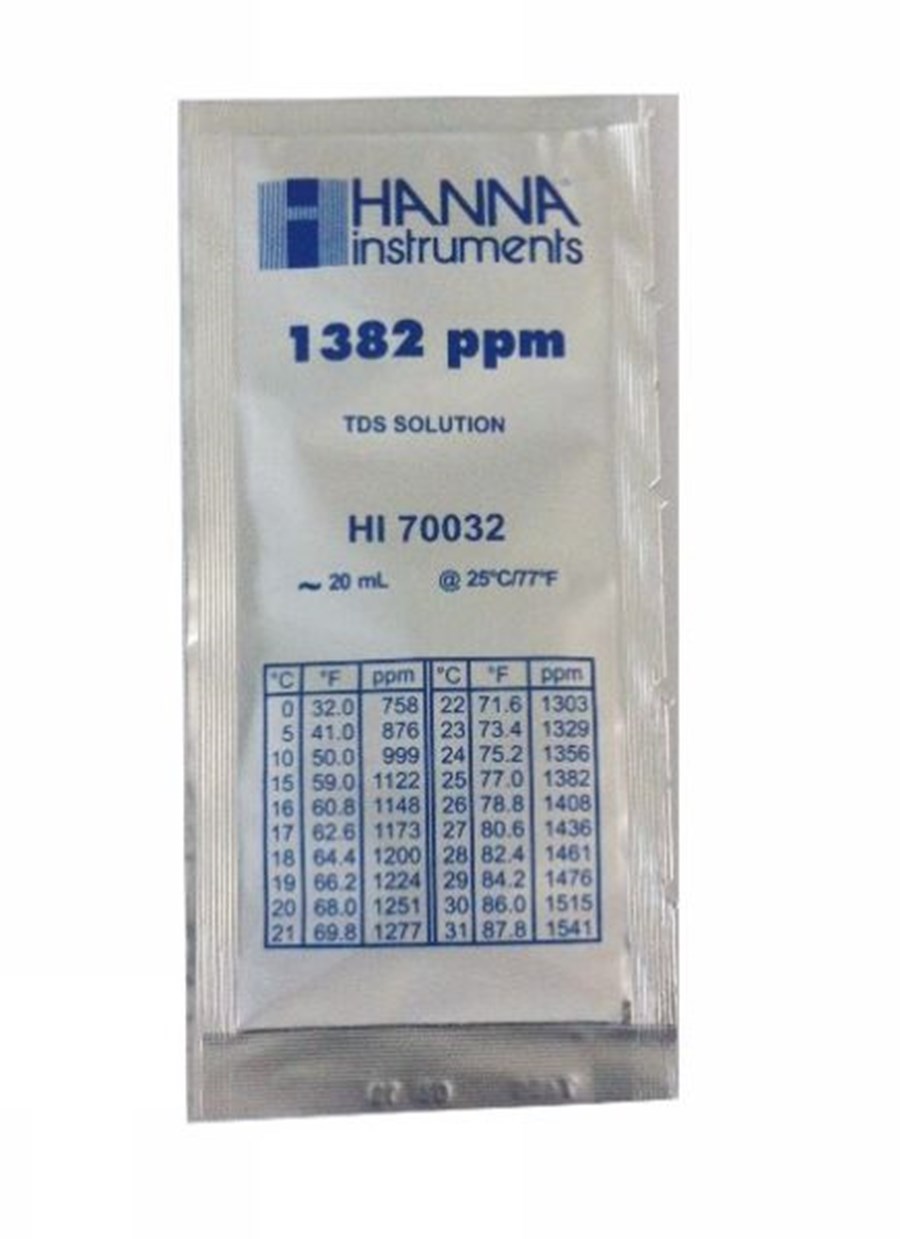 HANNA
instruments
1382 ppm
TDS SOLUTION
HI 70032
~ 20 mL @ 25°C/77°F
°C °F ppm °C °F ppm
0 32.0 758 22 71.6 1303
5 41.0 876 23 73.4 1329
10 50.0 999 24 75.2 1356
15 59.0 1122 25 77.0 1382
16 60.8 1148 26 78.8 1408
17 62.6 1173 27 80.6 1436
18 64.4 1200 28 82.4 1461
19 66.2 1224 29 84.2 1476
20 68.0 1251 30 86.0 1515
21 69.8 1277 31 87.8 1541